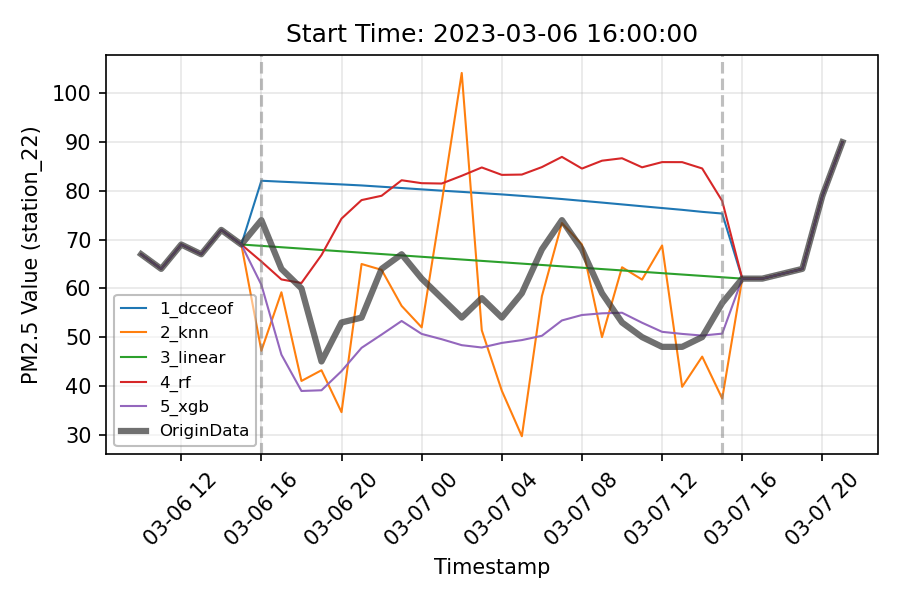 Start Time: 2023-03-06 16:00:00
PM2.5 Value (station_22)
100
90
80
70
60
50
40
30
1_dcceof
2_knn
3_linear
4_rf
5_xgb
OriginData
03-06 12
03-06 16
03-06 20
03-07 00
03-07 04
03-07 08
03-07 12
03-07 16
03-07 20
Timestamp